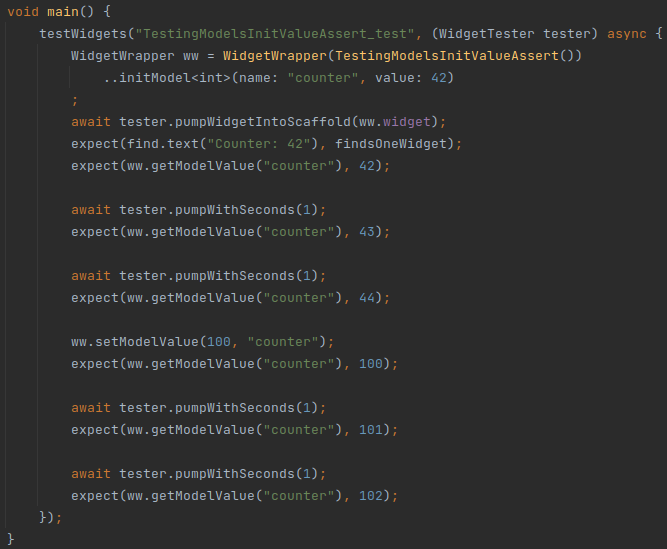 void main() {
    testWidgets("TestingModelsInitValueAssert_test", (WidgetTester tester) async {
        WidgetWrapper ww = WidgetWrapper(TestingModelsInitValueAssert())
            ..initModel<int>(name: "counter", value: 42)
        ;
        await tester.pumpWidgetIntoScaffold(ww.widget);
        expect(find.text("Counter: 42"), findsOneWidget);
        expect(ww.getModelValue("counter"), 42);

        await tester.pumpWithSeconds(1);
        expect(ww.getModelValue("counter"), 43);

        await tester.pumpWithSeconds(1);
        expect(ww.getModelValue("counter"), 44);

        ww.setModelValue(100, "counter");
        expect(ww.getModelValue("counter"), 100);

        await tester.pumpWithSeconds(1);
        expect(ww.getModelValue("counter"), 101);

        await tester.pumpWithSeconds(1);
        expect(ww.getModelValue("counter"), 102);
    });
}